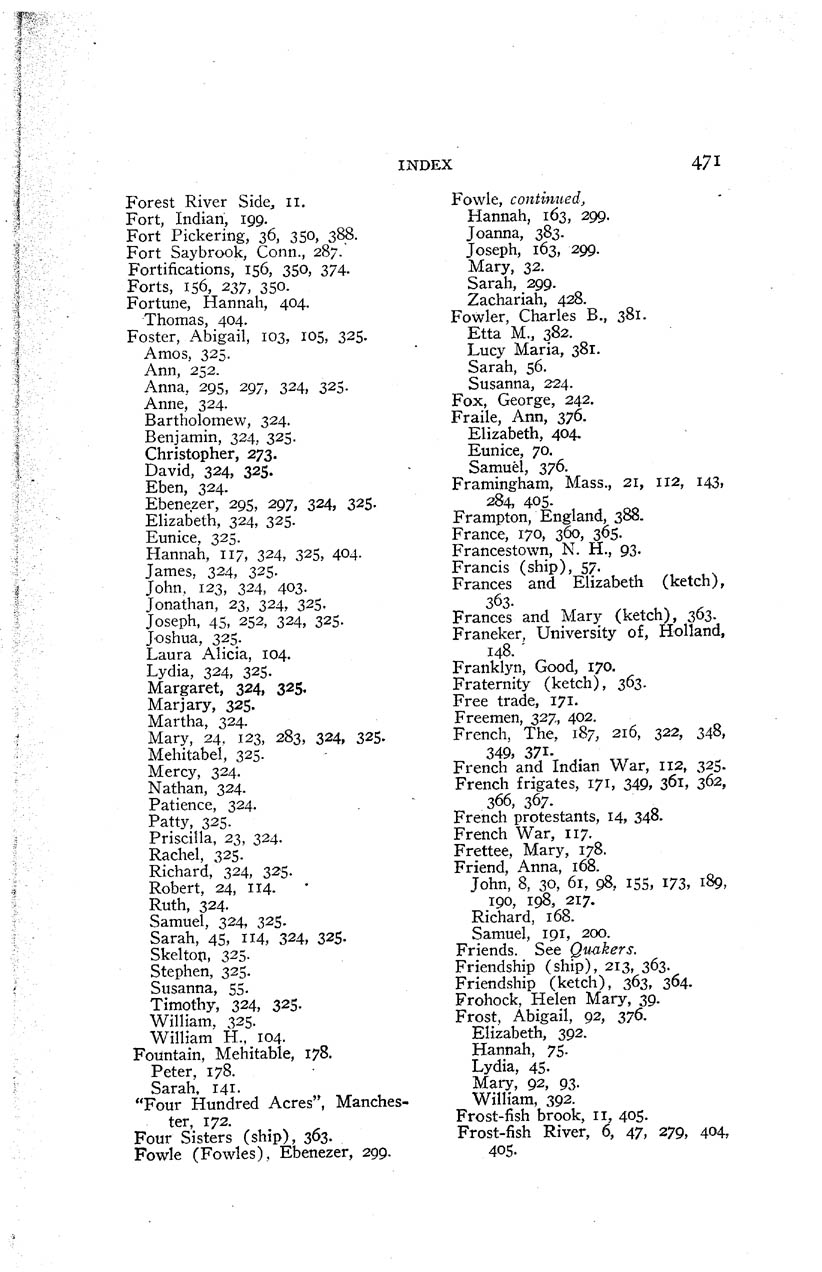 INDEX 471
Forest River Side, 11.
Fort, Indian, 199.
Fort Pickering, 36, 350, 388.
Fort Saybrook, Conn., 287.
Fortifications, 156, 350, 374.
Forts, 156, 237, 350.
Fortune, Hannah, 404.
Thomas, 404.
Foster, Abigail, 103, 105, 325.
Amos, 325.
Ann, 252.
Anna, 295, 297, 324, 325.
Anne, 324.
Bartholomew, 324.
Benjamin, 324, 325.
Christopher, 273.
David, 324, 325.
Eben, 324.
Ebenezer, 295, 297, 324, 325.
Elizabeth, 324, 325.
Eunice, 325.
Hannah, 117, 324, 325, 404.
James, 324, 325.
John, 123, 324, 403.
Jonathan, 23, 324, 325.
Joseph, 45, 252, 324, 325.
Joshua, 325.
Laura Alicia, 104.
Lydia, 324, 325.
Margaret, 324, 325.
Marjary, 325.
Martha, 324.
Mary, 24, 123, 283, 324, 325.
Mehitabel, 325.
Mercy, 324.
Nathan, 324.
Patience, 324.
Patty, 325.
Priscilla, 23, 324.
Rachel, 325.
Richard, 324, 325.
Robert, 24, 114.
Ruth, 324.
Samuel, 324, 325.
Sarah, 45, 114, 324, 325.
Skelton, 325.
Stephen, 325.
Susanna, 55.
Timothy, 324, 325.
William, 325.
William H., 104.
Fountain, Mehitable, 178.
Peter, 178.
Sarah, 141.
"Four Hundred Acres", Manches-
ter, 172.
Four Sisters (ship), 363.
Fowle (Fowles), Ebenezer, 299.
Fowle, continued,
Hannah, 163, 299.
Joanna, 383.
Joseph, 163, 299.
Mary, 32.
Sarah, 299.
Zachariah, 428.
Fowler, Charles B., 381.
Etta M., 382.
Lucy Maria, 381.
Sarah, 56.
Susanna, 224.
Fox, George, 242.
Fraile, Ann, 376.
Elizabeth, 404.
Eunice, 70.
Samuel, 376.
Framingham, Mass., 21, 112, 143,
284, 405.
Frampton, England, 388.
France, 170, 360, 365.
Francestown, N. H., 93.
Francis (ship), 57.
Frances and Elizabeth (ketch),
363.
Frances and Mary (ketch), 363.
Franeker, University of, Holland,
148.
Franklyn, Good, 170.
Fraternity (ketch), 363.
Free trade, 171.
Freemen, 327, 402.
French, The, 187, 216, 322, 348,
349, 371.
French and Indian War, 112, 325.
French frigates, 171, 349, 361, 362,
366, 367.
French protestants, 14, 348.
French War, 117.
Frettee, Mary, 178.
Friend, Anna, 168.
John, 8, 30, 61, 98, 155, 173, 189,
190, 198, 217.
Richard, 168.
Samuel, 191, 200.
Friends. See Quakers.
Friendship (ship), 213, 363.
Friendship (ketch), 363, 364.
Frohock, Helen Mary, 39.
Frost, Abigail, 92, 376.
Elizabeth, 392.
Hannah, 75.
Lydia, 45.
Mary, 92, 93.
William, 392.
Frost-fish brook, 11, 405.
Frost-fish River, 6, 47, 279, 404,
405.